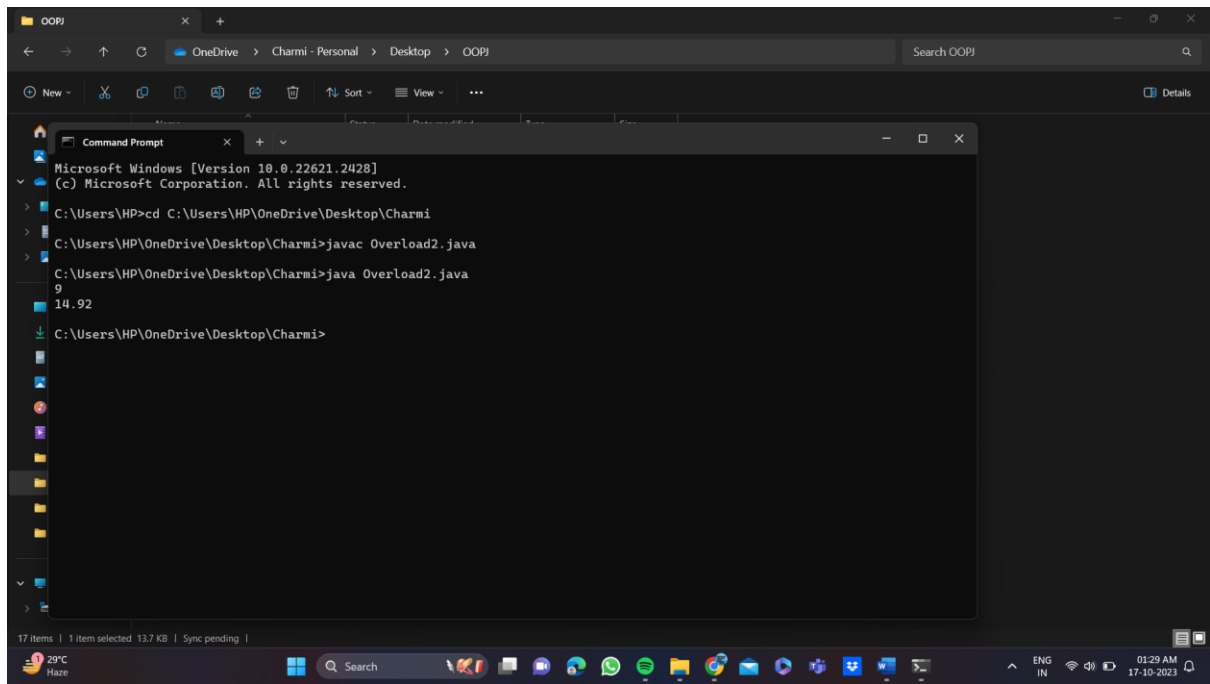 OOPJ
OneDrive > Charmi - Personal > Desktop > OOPJ
Search OOPJ
New
Sort
View
Details
Command Prompt
Microsoft Windows [Version 10.0.22621.2428]
(c) Microsoft Corporation. All rights reserved.
C:\Users\HP>cd C:\Users\HP\OneDrive\Desktop\Charmi
C:\Users\HP\OneDrive\Desktop\Charmi>javac Overload2.java
C:\Users\HP\OneDrive\Desktop\Charmi>java Overload2.java
9
14.92
C:\Users\HP\OneDrive\Desktop\Charmi>
17 items | 1 item selected 13.7 KB | Sync pending |
1
29°C
Haze
Search
ENG
IN
01:29 AM
17-10-2023